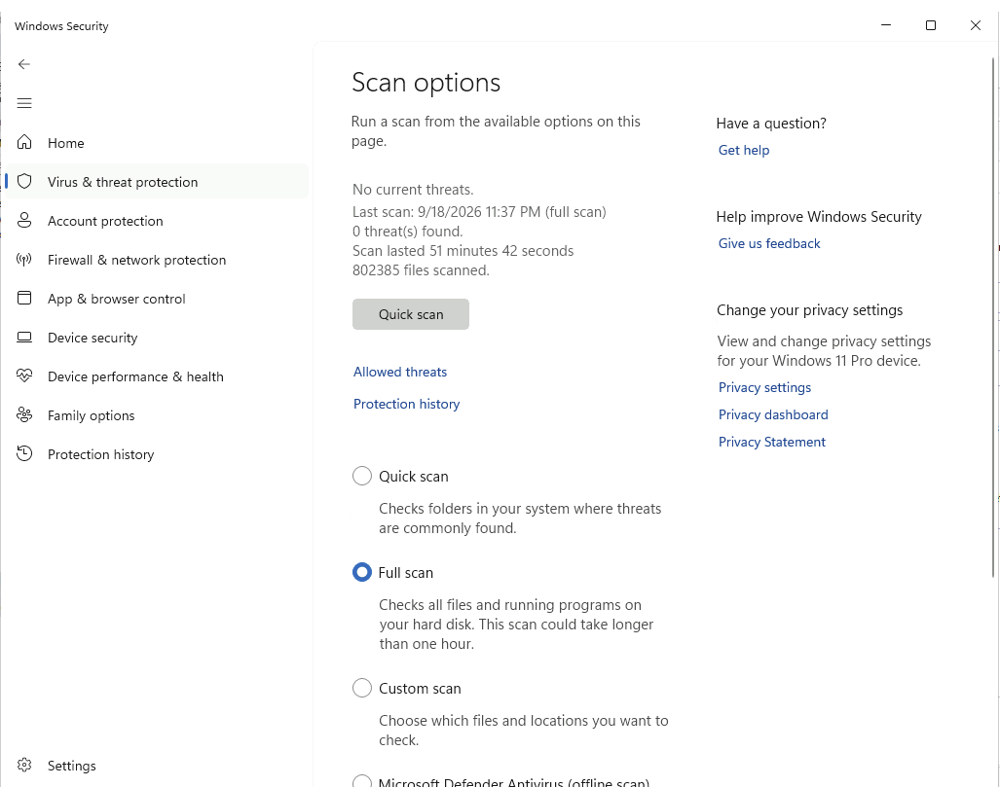 Windows Security
Home
Virus & threat protection
Account protection
Firewall & network protection
App & browser control
Device security
Device performance & health
Family options
Protection history
Settings
Scan options
Run a scan from the available options on this
page.
No current threats.
Last scan: 9/18/2026 11:37 PM (full scan)
0 threat(s) found.
Scan lasted 51 minutes 42 seconds
802385 files scanned.
Quick scan
Allowed threats
Protection history
Quick scan
Checks folders in your system where threats
are commonly found.
Full scan
Checks all files and running programs on
your hard disk. This scan could take longer
than one hour.
Custom scan
Choose which files and locations you want to
check.
Microsoft Defender Antivirus (offline scan)
Have a question?
Get help
Help improve Windows Security
Give us feedback
Change your privacy settings
View and change privacy settings
for your Windows 11 Pro device.
Privacy settings
Privacy dashboard
Privacy Statement